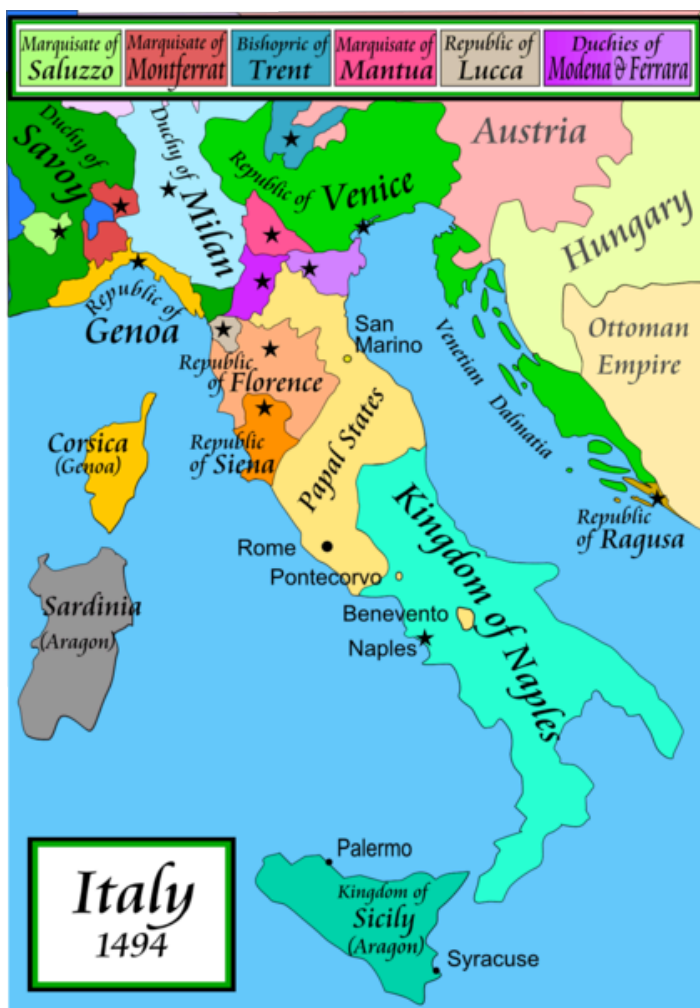 Marquisate of
Saluzzo
Marquisate of
Montferrat
Bishopric of
Trent
Marquisate of
Mantua
Republic of
Lucca
Duchies of
Modena & Ferrara
Duchy of
Savoy
Duchy of
Milan
Republic of
Venice
Austria
Hungary
Ottoman
Empire
Republic of
Genoa
San
Marino
Republic
of Florence
Venetian
Dalmatia
Corsica
(Genoa)
Republic
of Siena
Papal States
Republic
of Ragusa
Rome
Pontecorvo
Kingdom of Naples
Sardinia
(Aragon)
Benevento
Naples
Palermo
Kingdom of
Sicily
(Aragon)
Syracuse
Italy
1494